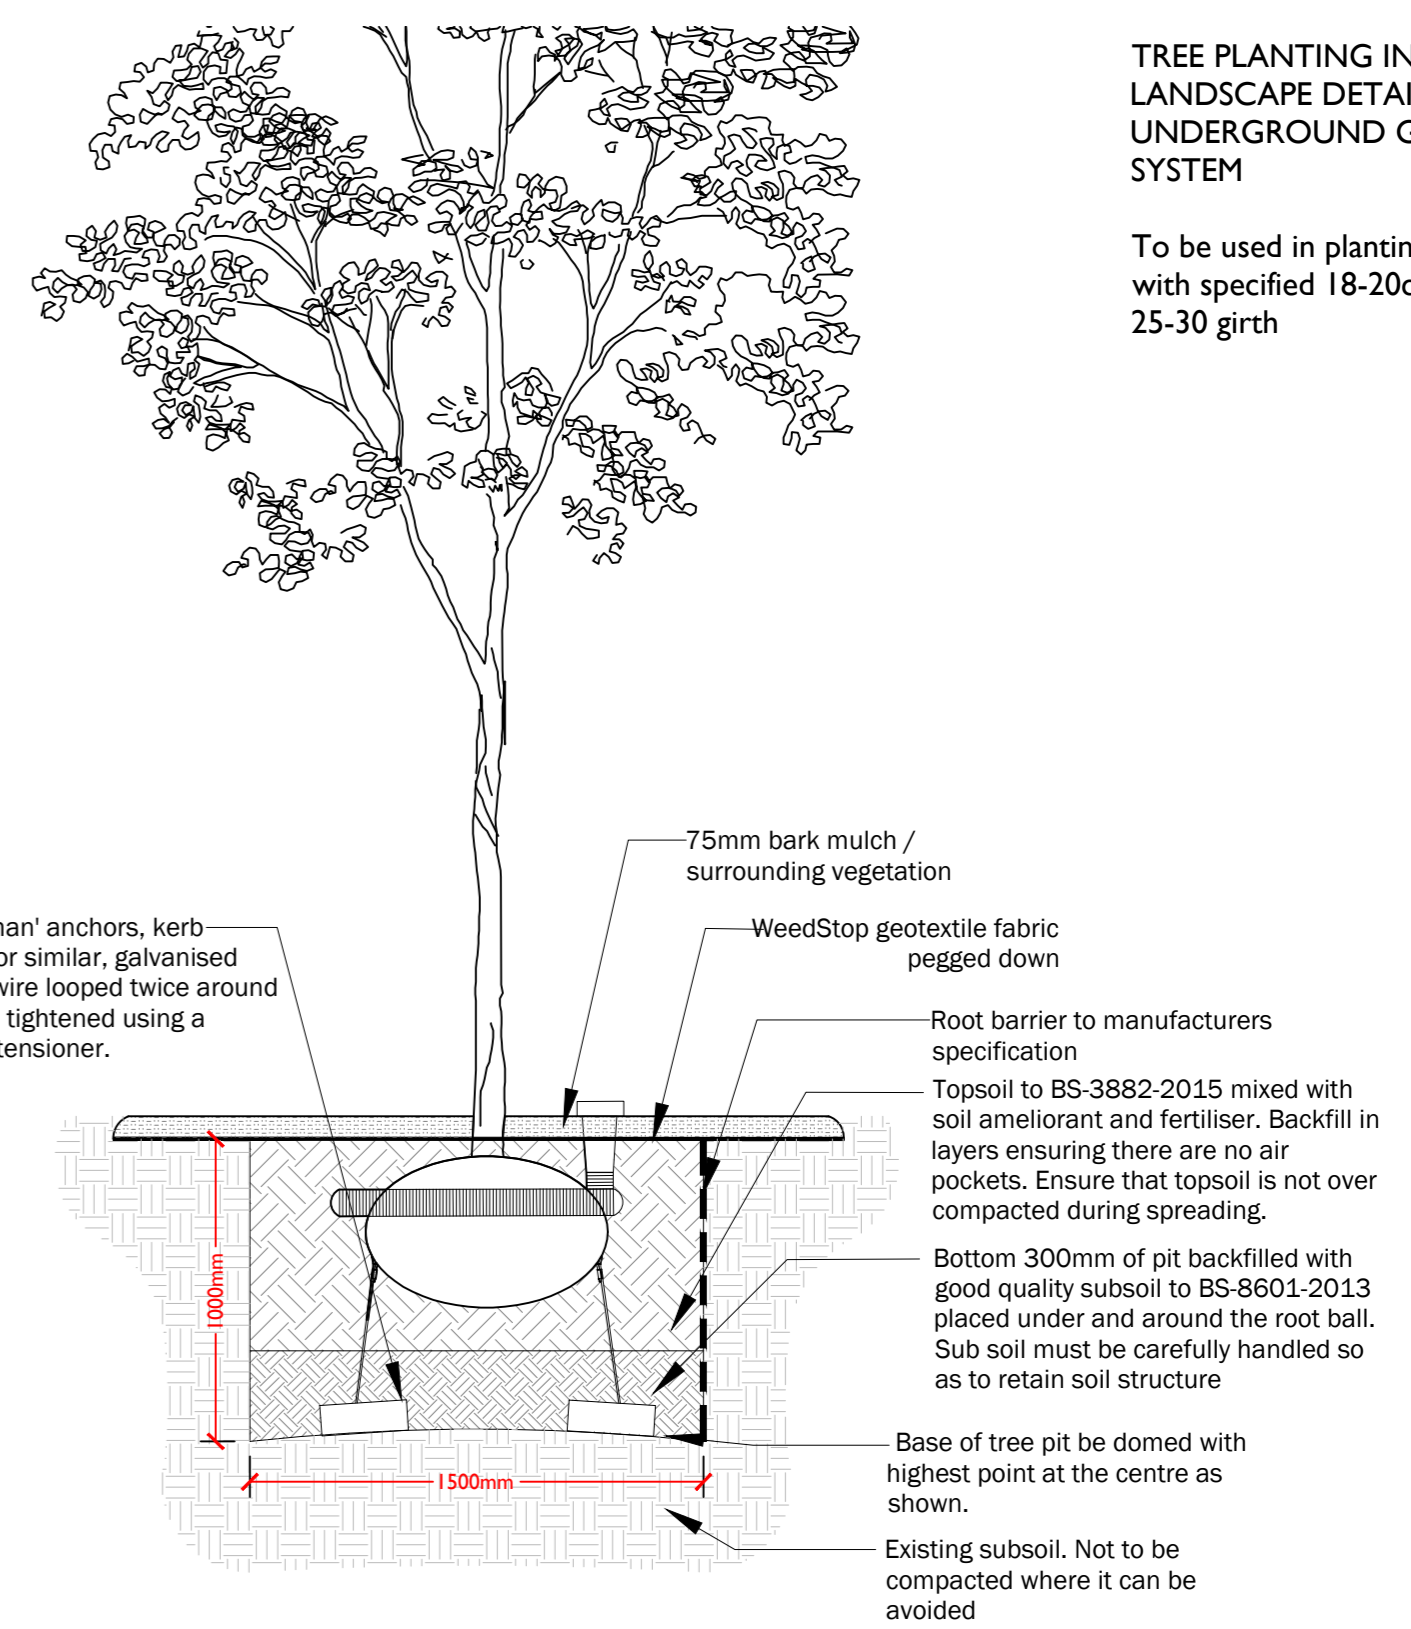 TREE PLANTING IN
LANDSCAPE DETAI
UNDERGROUND G
SYSTEM
To be used in plantin
with specified 18-20c
25-30 girth
75mm bark mulch /
surrounding vegetation
WeedStop geotextile fabric
pegged down
han' anchors, kerb
or similar, galvanised
wire looped twice around
tightened using a
tensioner.
Root barrier to manufacturers
specification
Topsoil to BS-3882-2015 mixed with
soil ameliorant and fertiliser. Backfill in
layers ensuring there are no air
pockets. Ensure that topsoil is not over
compacted during spreading.
Bottom 300mm of pit backfilled with
good quality subsoil to BS-8601-2013
placed under and around the root ball.
Sub soil must be carefully handled so
as to retain soil structure
1000mm
1500mm
Base of tree pit be domed with
highest point at the centre as
shown.
Existing subsoil. Not to be
compacted where it can be
avoided